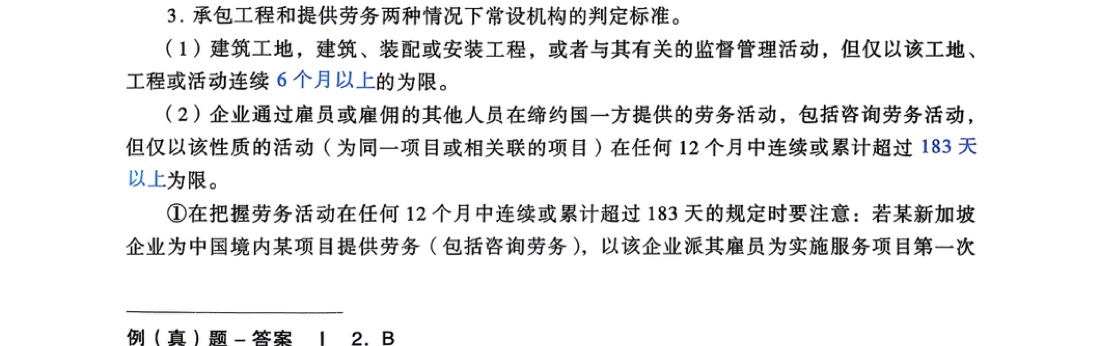 3. 承包工程和提供劳务两种情况下常设机构的判定标准。
（1）建筑工地，建筑、装配或安装工程，或者与其有关的监督管理活动，但仅以该工地、
工程或活动连续 6 个月以上的为限。
（2）企业通过雇员或雇佣的其他人员在缔约国一方提供的劳务活动，包括咨询劳务活动，
但仅以该性质的活动（为同一项目或相关联的项目）在任何 12 个月中连续或累计超过 183 天
以上为限。
①在把握劳务活动在任何 12 个月中连续或累计超过 183 天的规定时要注意：若某新加坡
企业为中国境内某项目提供劳务（包括咨询劳务），以该企业派其雇员为实施服务项目第一次
例（真）题－答案 | 2. B